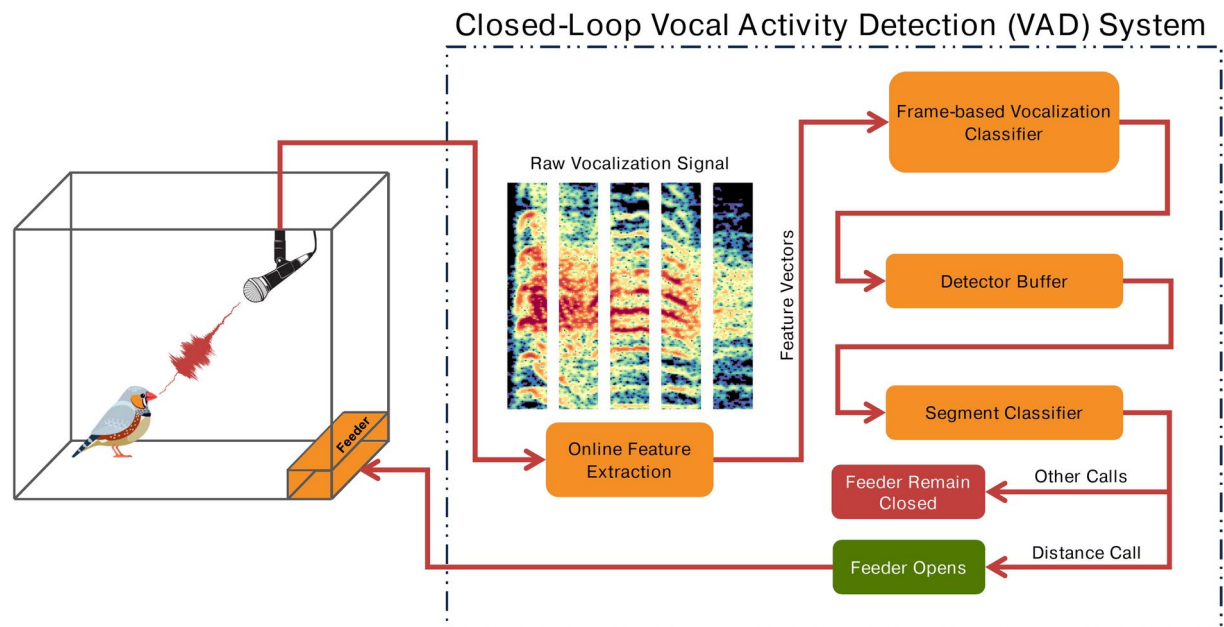 Closed-Loop Vocal Activity Detection (VAD) System
Frame-based Vocalization
Classifier
Raw Vocalization Signal
Feature Vectors
Detector Buffer
Segment Classifier
Feeder
Online Feature
Extraction
Feeder Remain
Closed
Other Calls
Feeder Opens
Distance Call